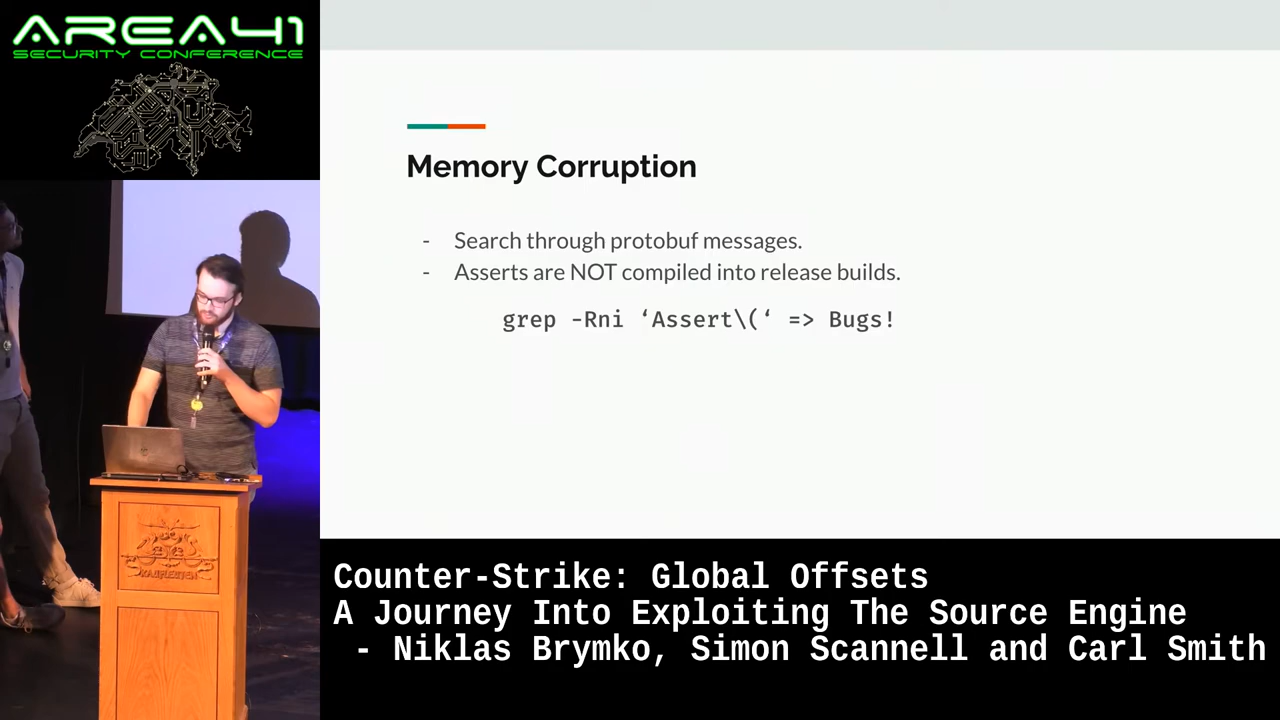 AREA41
SECURITY CONFERENCE
Memory Corruption
- Search through protobuf messages.
- Asserts are NOT compiled into release builds.
grep -Rni ‘Assert\(‘ => Bugs!
Counter-Strike: Global Offsets
A Journey Into Exploiting The Source Engine
- Niklas Brymko, Simon Scannell and Carl Smith